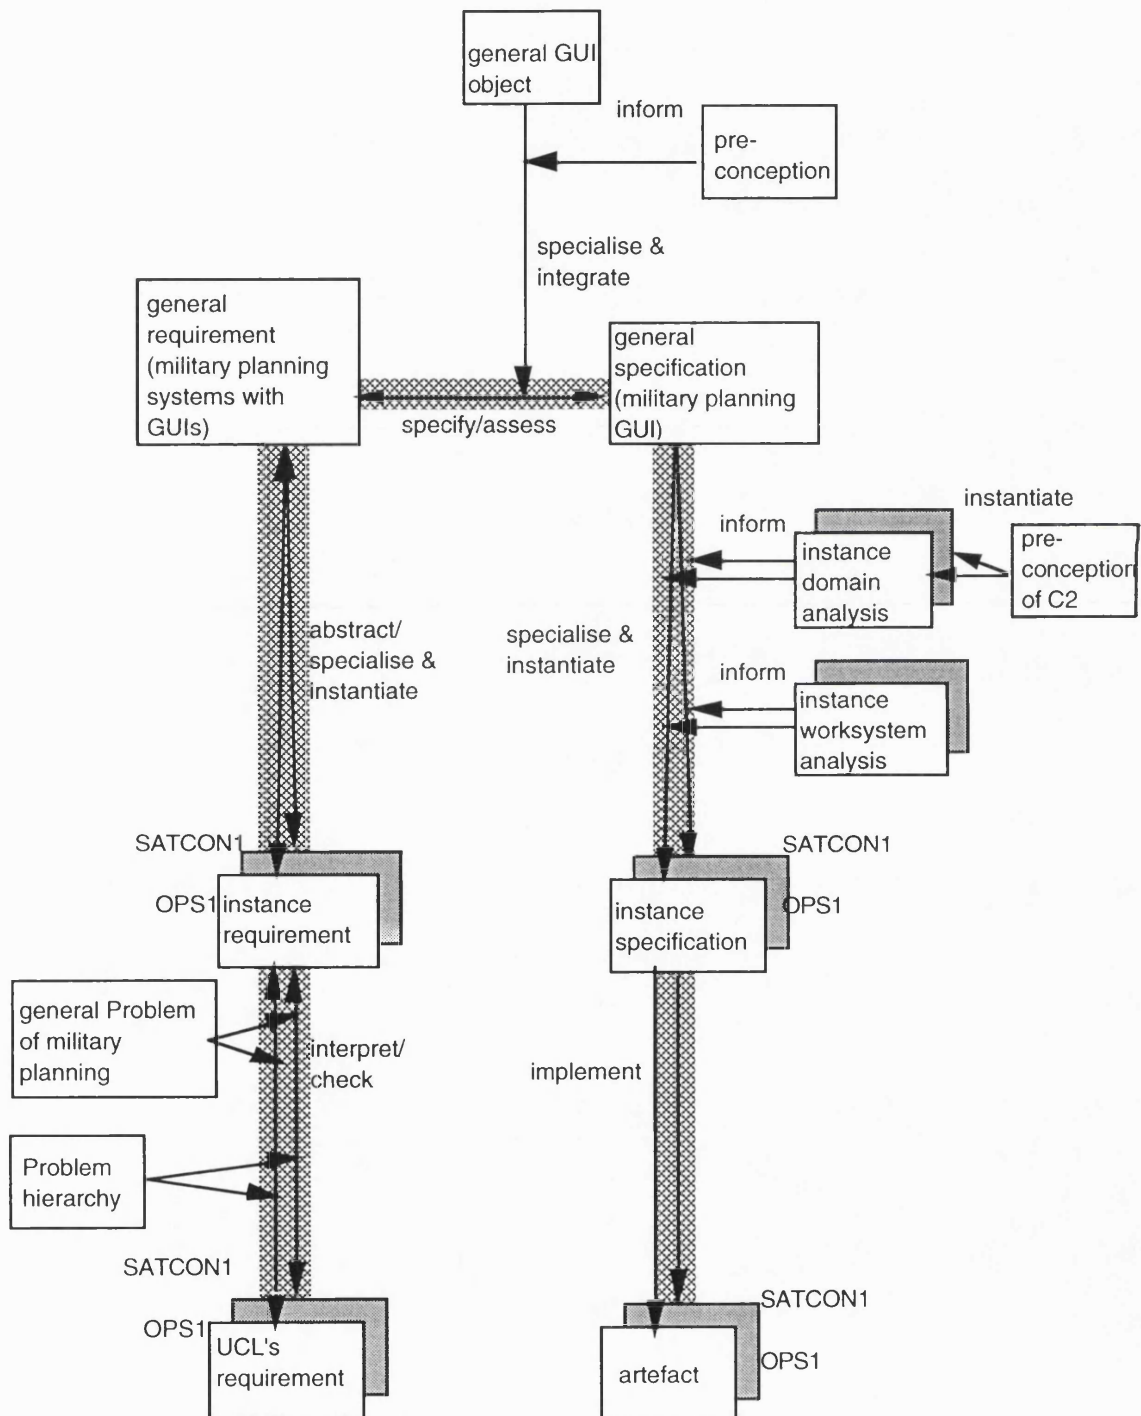 general GUI
object
inform
pre-
conception
specialise &
integrate
general
requirement
(military planning
systems with
GUIs)
general
specification
(military planning
GUI)
specify/assess
instantiate
inform
instance
domain
analysis
pre-
conception
of C2
abstract/
specialise &
instantiate
specialise &
instantiate
inform
instance
worksystem
analysis
SATCON1
OPS1
instance
requirement
SATCON1
OPS1
instance
specification
general Problem
of military
planning
interpret/
check
implement
Problem
hierarchy
SATCON1
OPS1
UCL's
requirement
SATCON1
OPS1
artefact